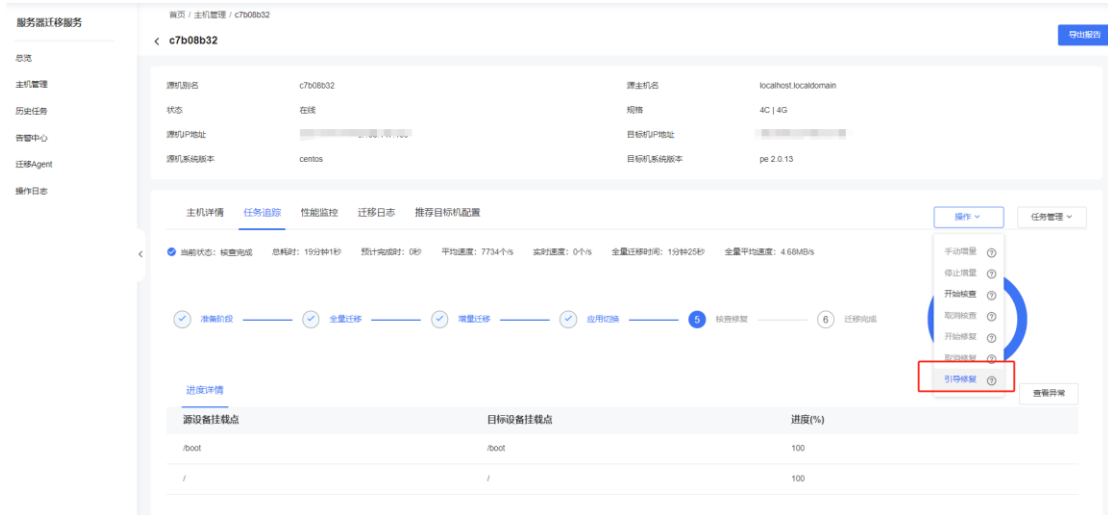 服务器迁移服务
总览
主机管理
历史任务
告警中心
迁移Agent
操作日志
首页 / 主机管理 / c7b08b32
c7b08b32
导出报告
源机别名 c7b08b32 源主机名 localhost.localdomain
状态 在线 规格 4C | 4G
源机IP地址 目标机IP地址
源机系统版本 centos 目标机系统版本 pe 2.0.13
主机详情 任务追踪 性能监控 迁移日志 推荐目标机配置 操作 任务管理
当前状态：核查完成 总耗时：19分钟1秒 预计完成时：0秒 平均速度：7734个/s 实时速度：0个/s 全量迁移时间：1分钟25秒 全量平均速度：4.68MB/s
手动增量
停止增量
开始核查
取消核查
开始修复
取消修复
引导修复
准备阶段 全量迁移 增量迁移 应用切换 5 核查修复 6 迁移完成
进度详情 查看异常
源设备挂载点 目标设备挂载点 进度(%)
/boot /boot 100
/ / 100